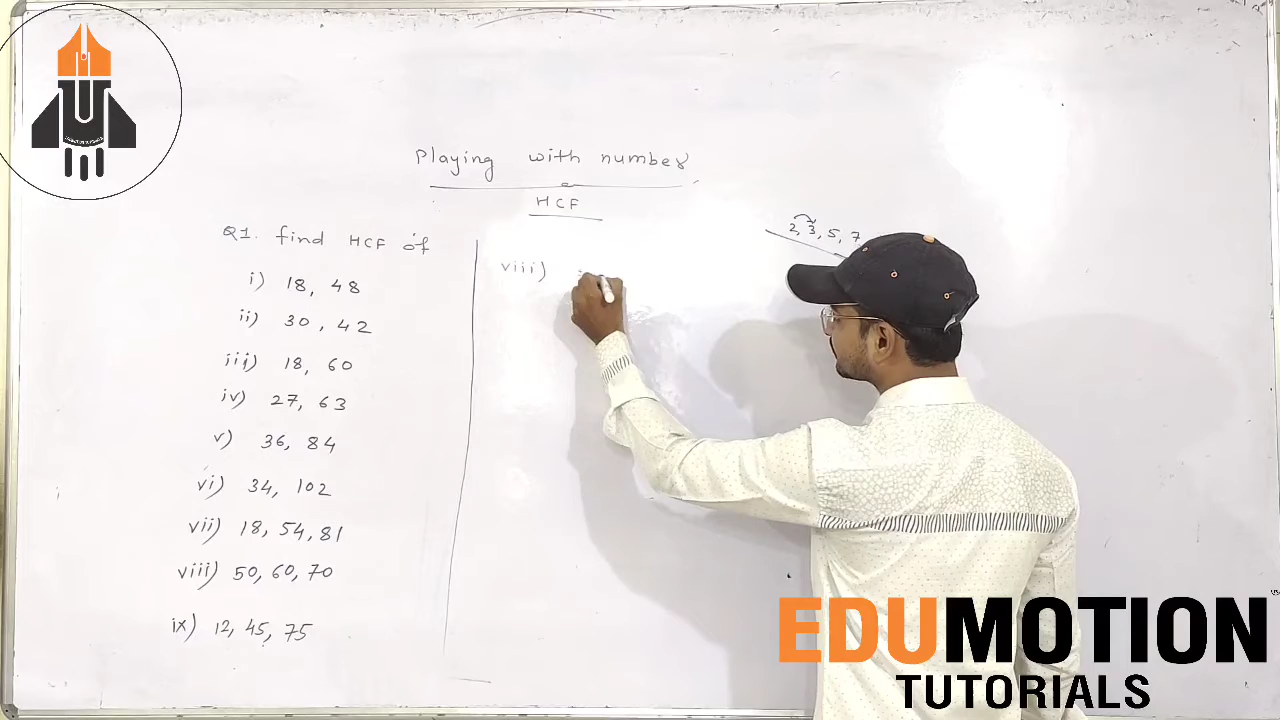 Playing with number
HCF
Q1. find HCF of
i) 18, 48
ii) 30, 42
iii) 18, 60
iv) 27, 63
v) 36, 84
vi) 34, 102
vii) 18, 54, 81
viii) 50, 60, 70
ix) 12, 45, 75
viii)
2, 3, 5, 7
EDUMOTION
TUTORIALS